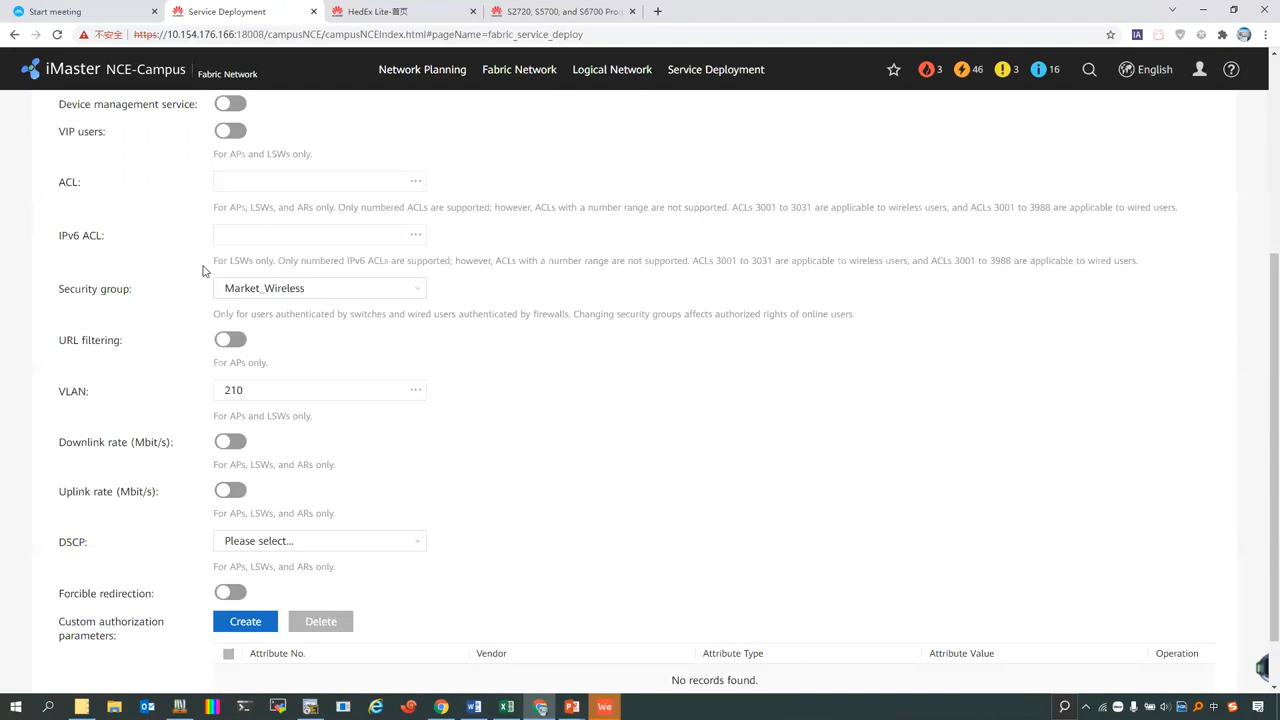 Start meeting
Service Deployment
HedEx Lite-首页
S2720, S5700, and S6700 Produ
不安全
https://10.154.176.166:18008/campusNCE/campusNCEIndex.html#pageName=fabric_service_deploy
iMaster NCE-Campus
Fabric Network
Network Planning
Fabric Network
Logical Network
Service Deployment
3
46
3
16
English
Device management service:
VIP users:
For APs and LSWs only.
ACL:
For APs, LSWs, and ARs only. Only numbered ACLs are supported; however, ACLs with a number range are not supported. ACLs 3001 to 3031 are applicable to wireless users, and ACLs 3001 to 3988 are applicable to wired users.
IPv6 ACL:
For LSWs only. Only numbered IPv6 ACLs are supported; however, ACLs with a number range are not supported. ACLs 3001 to 3031 are applicable to wireless users, and ACLs 3001 to 3988 are applicable to wired users.
Security group:
Market_Wireless
Only for users authenticated by switches and wired users authenticated by firewalls. Changing security groups affects authorized rights of online users.
URL filtering:
For APs only.
VLAN:
210
For APs and LSWs only.
Downlink rate (Mbit/s):
For APs, LSWs, and ARs only.
Uplink rate (Mbit/s):
For APs, LSWs, and ARs only.
DSCP:
Please select...
For APs, LSWs, and ARs only.
Forcible redirection:
Custom authorization
parameters:
Create
Delete
Attribute No.
Vendor
Attribute Type
Attribute Value
Operation
No records found.
We
中